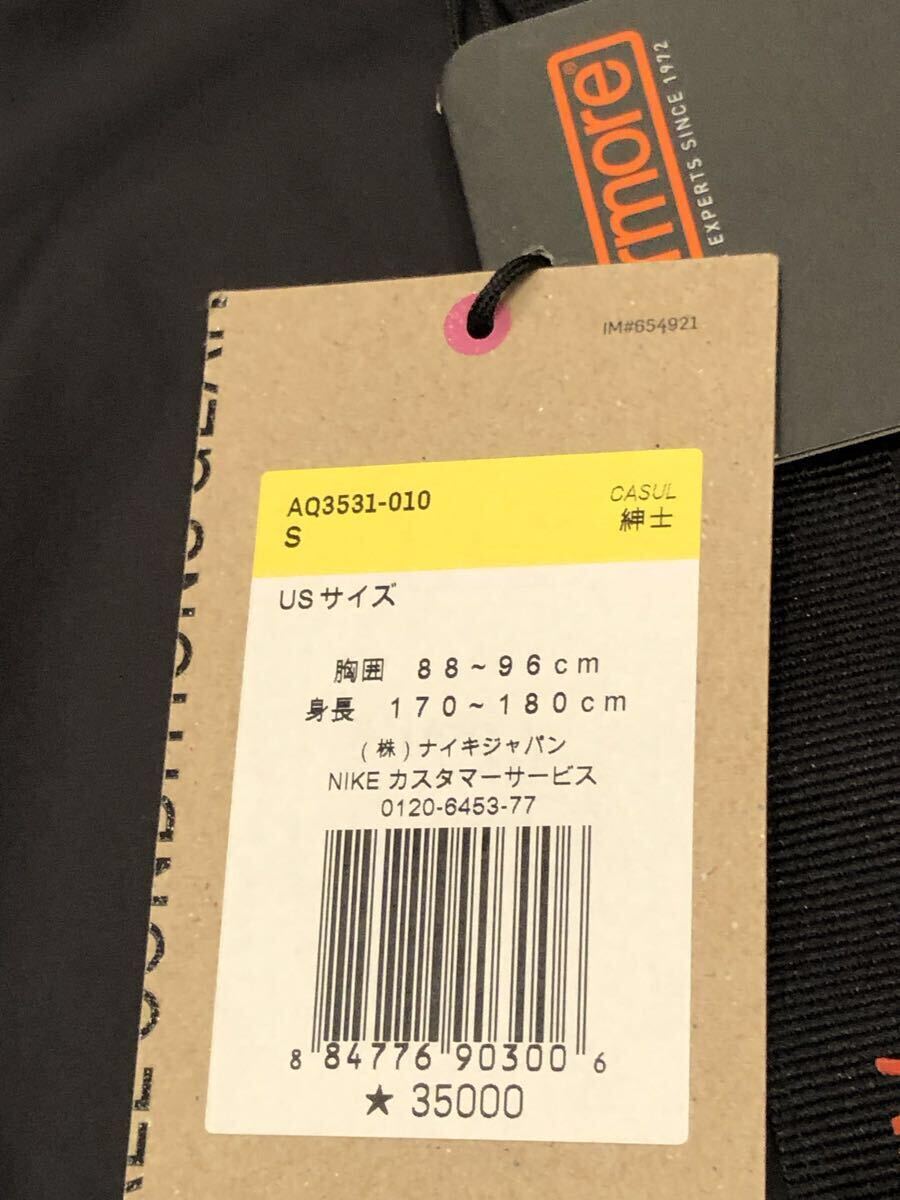 rmore®
EXPERTS SINCE 1972
IM#654921
AQ3531-010
CASUL
S
紳士
USサイズ
胸囲 88~96cm
身長 170~180cm
(株)ナイキジャパン
NIKE カスタマーサービス
0120-6453-77
8 84776 90300 6
★ 35000